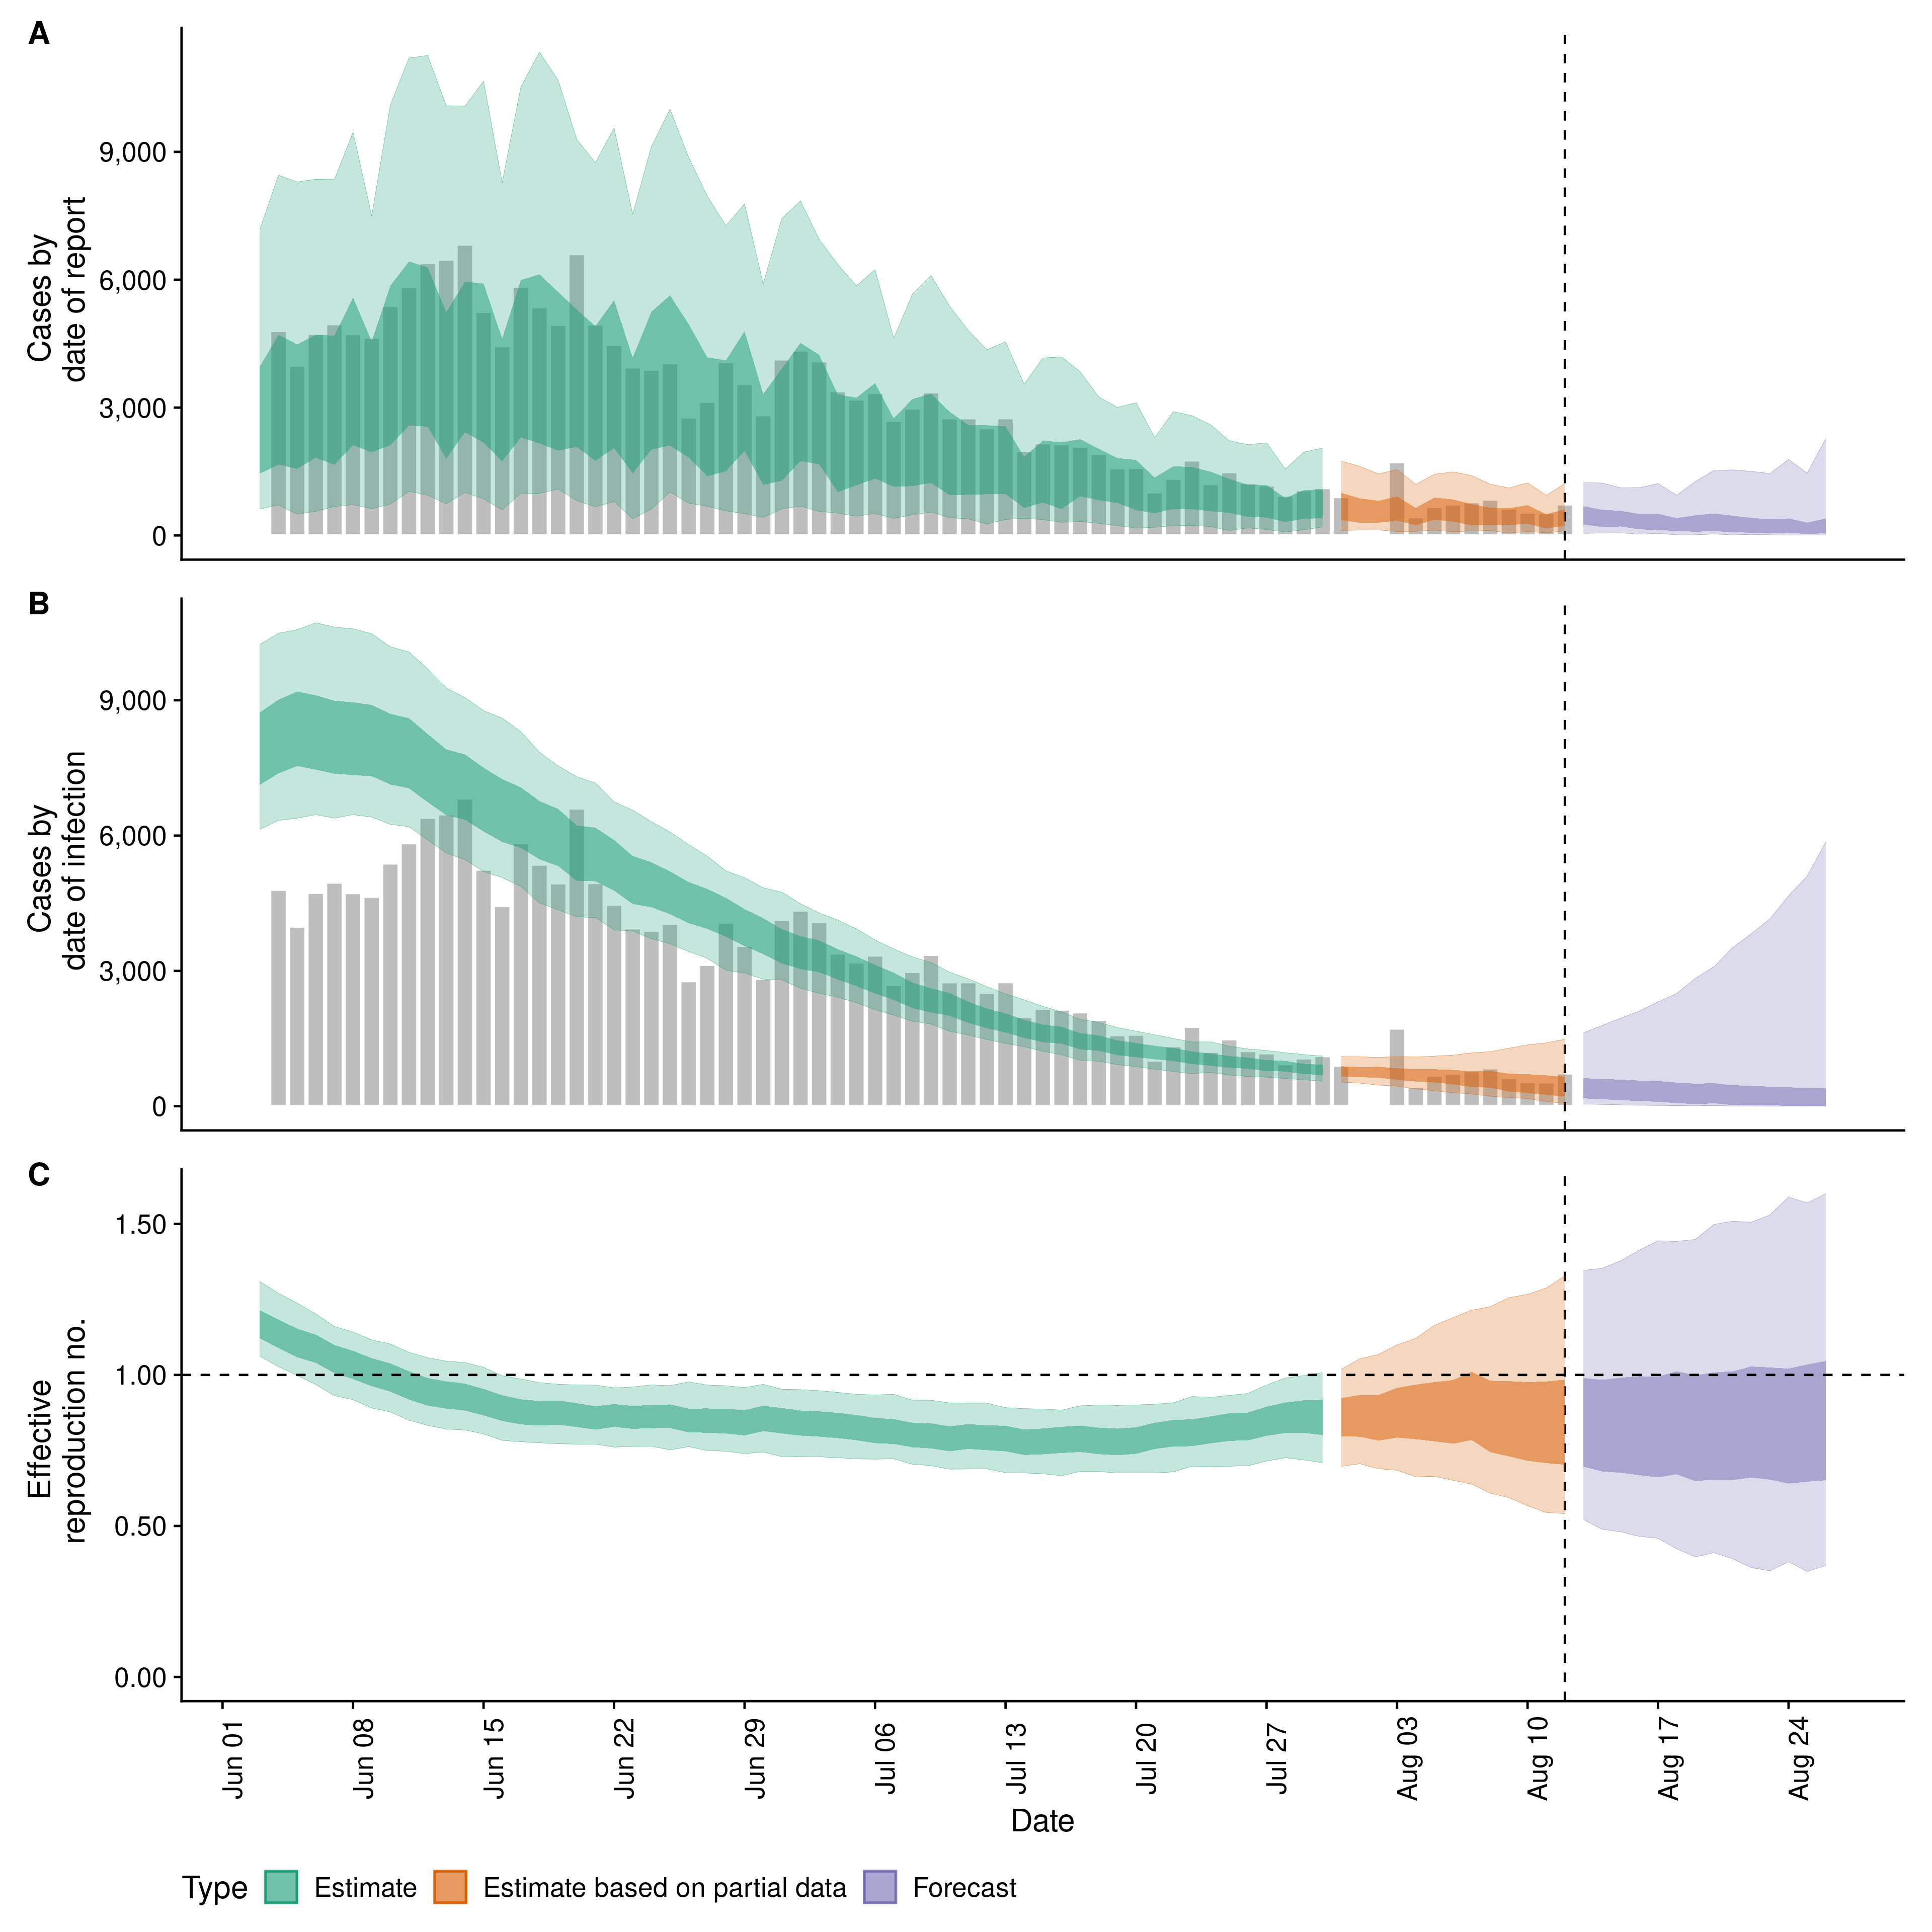 A
Cases by
date of report
9,000
6,000
3,000
0
B
Cases by
date of infection
9,000
6,000
3,000
0
C
Effective
reproduction no.
1.50
1.00
0.50
0.00
Jun 01
Jun 08
Jun 15
Jun 22
Jun 29
Jul 06
Jul 13
Jul 20
Jul 27
Aug 03
Aug 10
Aug 17
Aug 24
Date
Type Estimate Estimate based on partial data Forecast